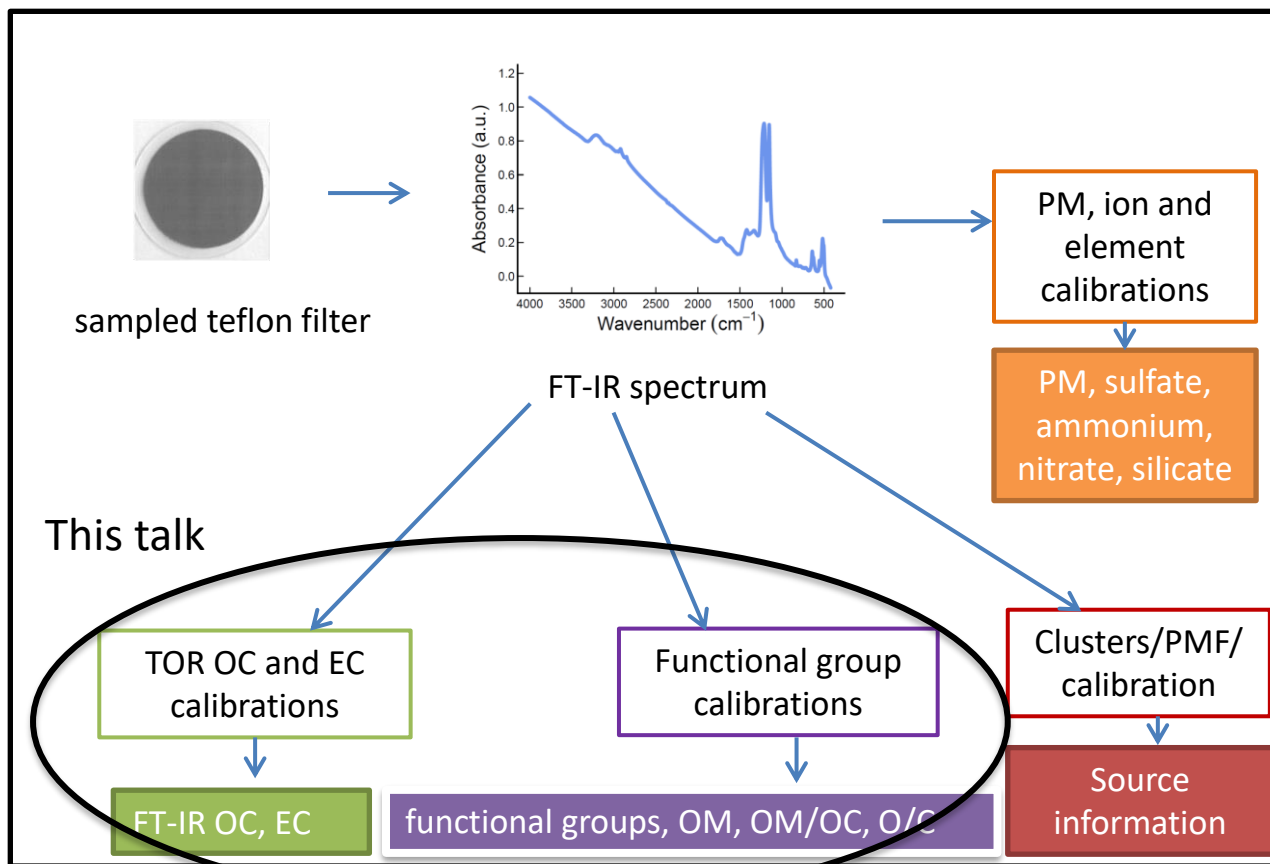 1.2
1.0
0.8
0.6
0.4
0.2
0.0
Absorbance (a.u.)
4000 3500 3000 2500 2000 1500 1000 500
Wavenumber (cm⁻¹)
sampled teflon filter
FT-IR spectrum
PM, ion and
element
calibrations
PM, sulfate,
ammonium,
nitrate, silicate
This talk
TOR OC and EC
calibrations
Functional group
calibrations
Clusters/PMF/
calibration
FT-IR OC, EC
functional groups, OM, OM/OC, O/C
Source
information